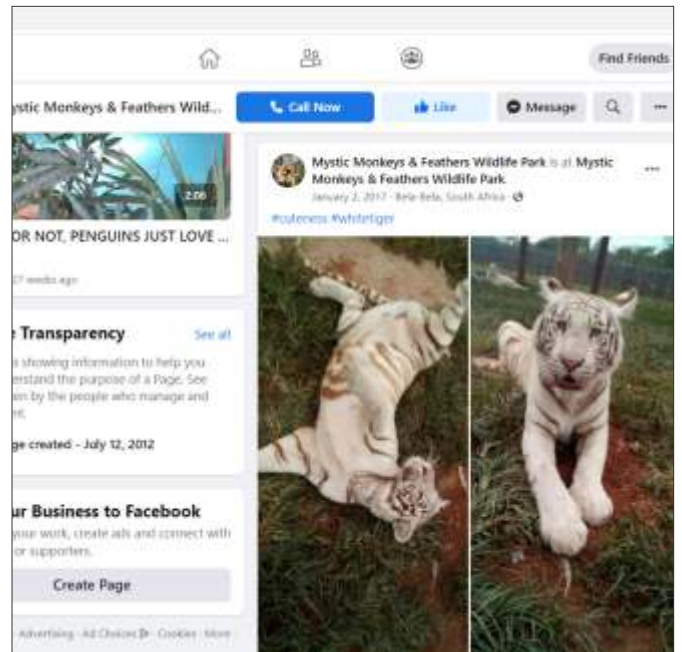 Find Friends
ystic Monkeys & Feathers Wild...
Call Now
Like
Message
2:06
OR NOT, PENGUINS JUST LOVE ...
27 weeks ago
Transparency
See all
s showing information to help you
erstand the purpose of a Page. See
en by the people who manage and
nt.
ge created - July 12, 2012
ur Business to Facebook
your work, create ads and connect with
or supporters.
Create Page
Advertising · Ad Choices · Cookies · More
Mystic Monkeys & Feathers Wildlife Park is at Mystic
Monkeys & Feathers Wildlife Park.
January 2, 2017 · Bela-Bela, South Africa ·
#cuteness #whitetiger